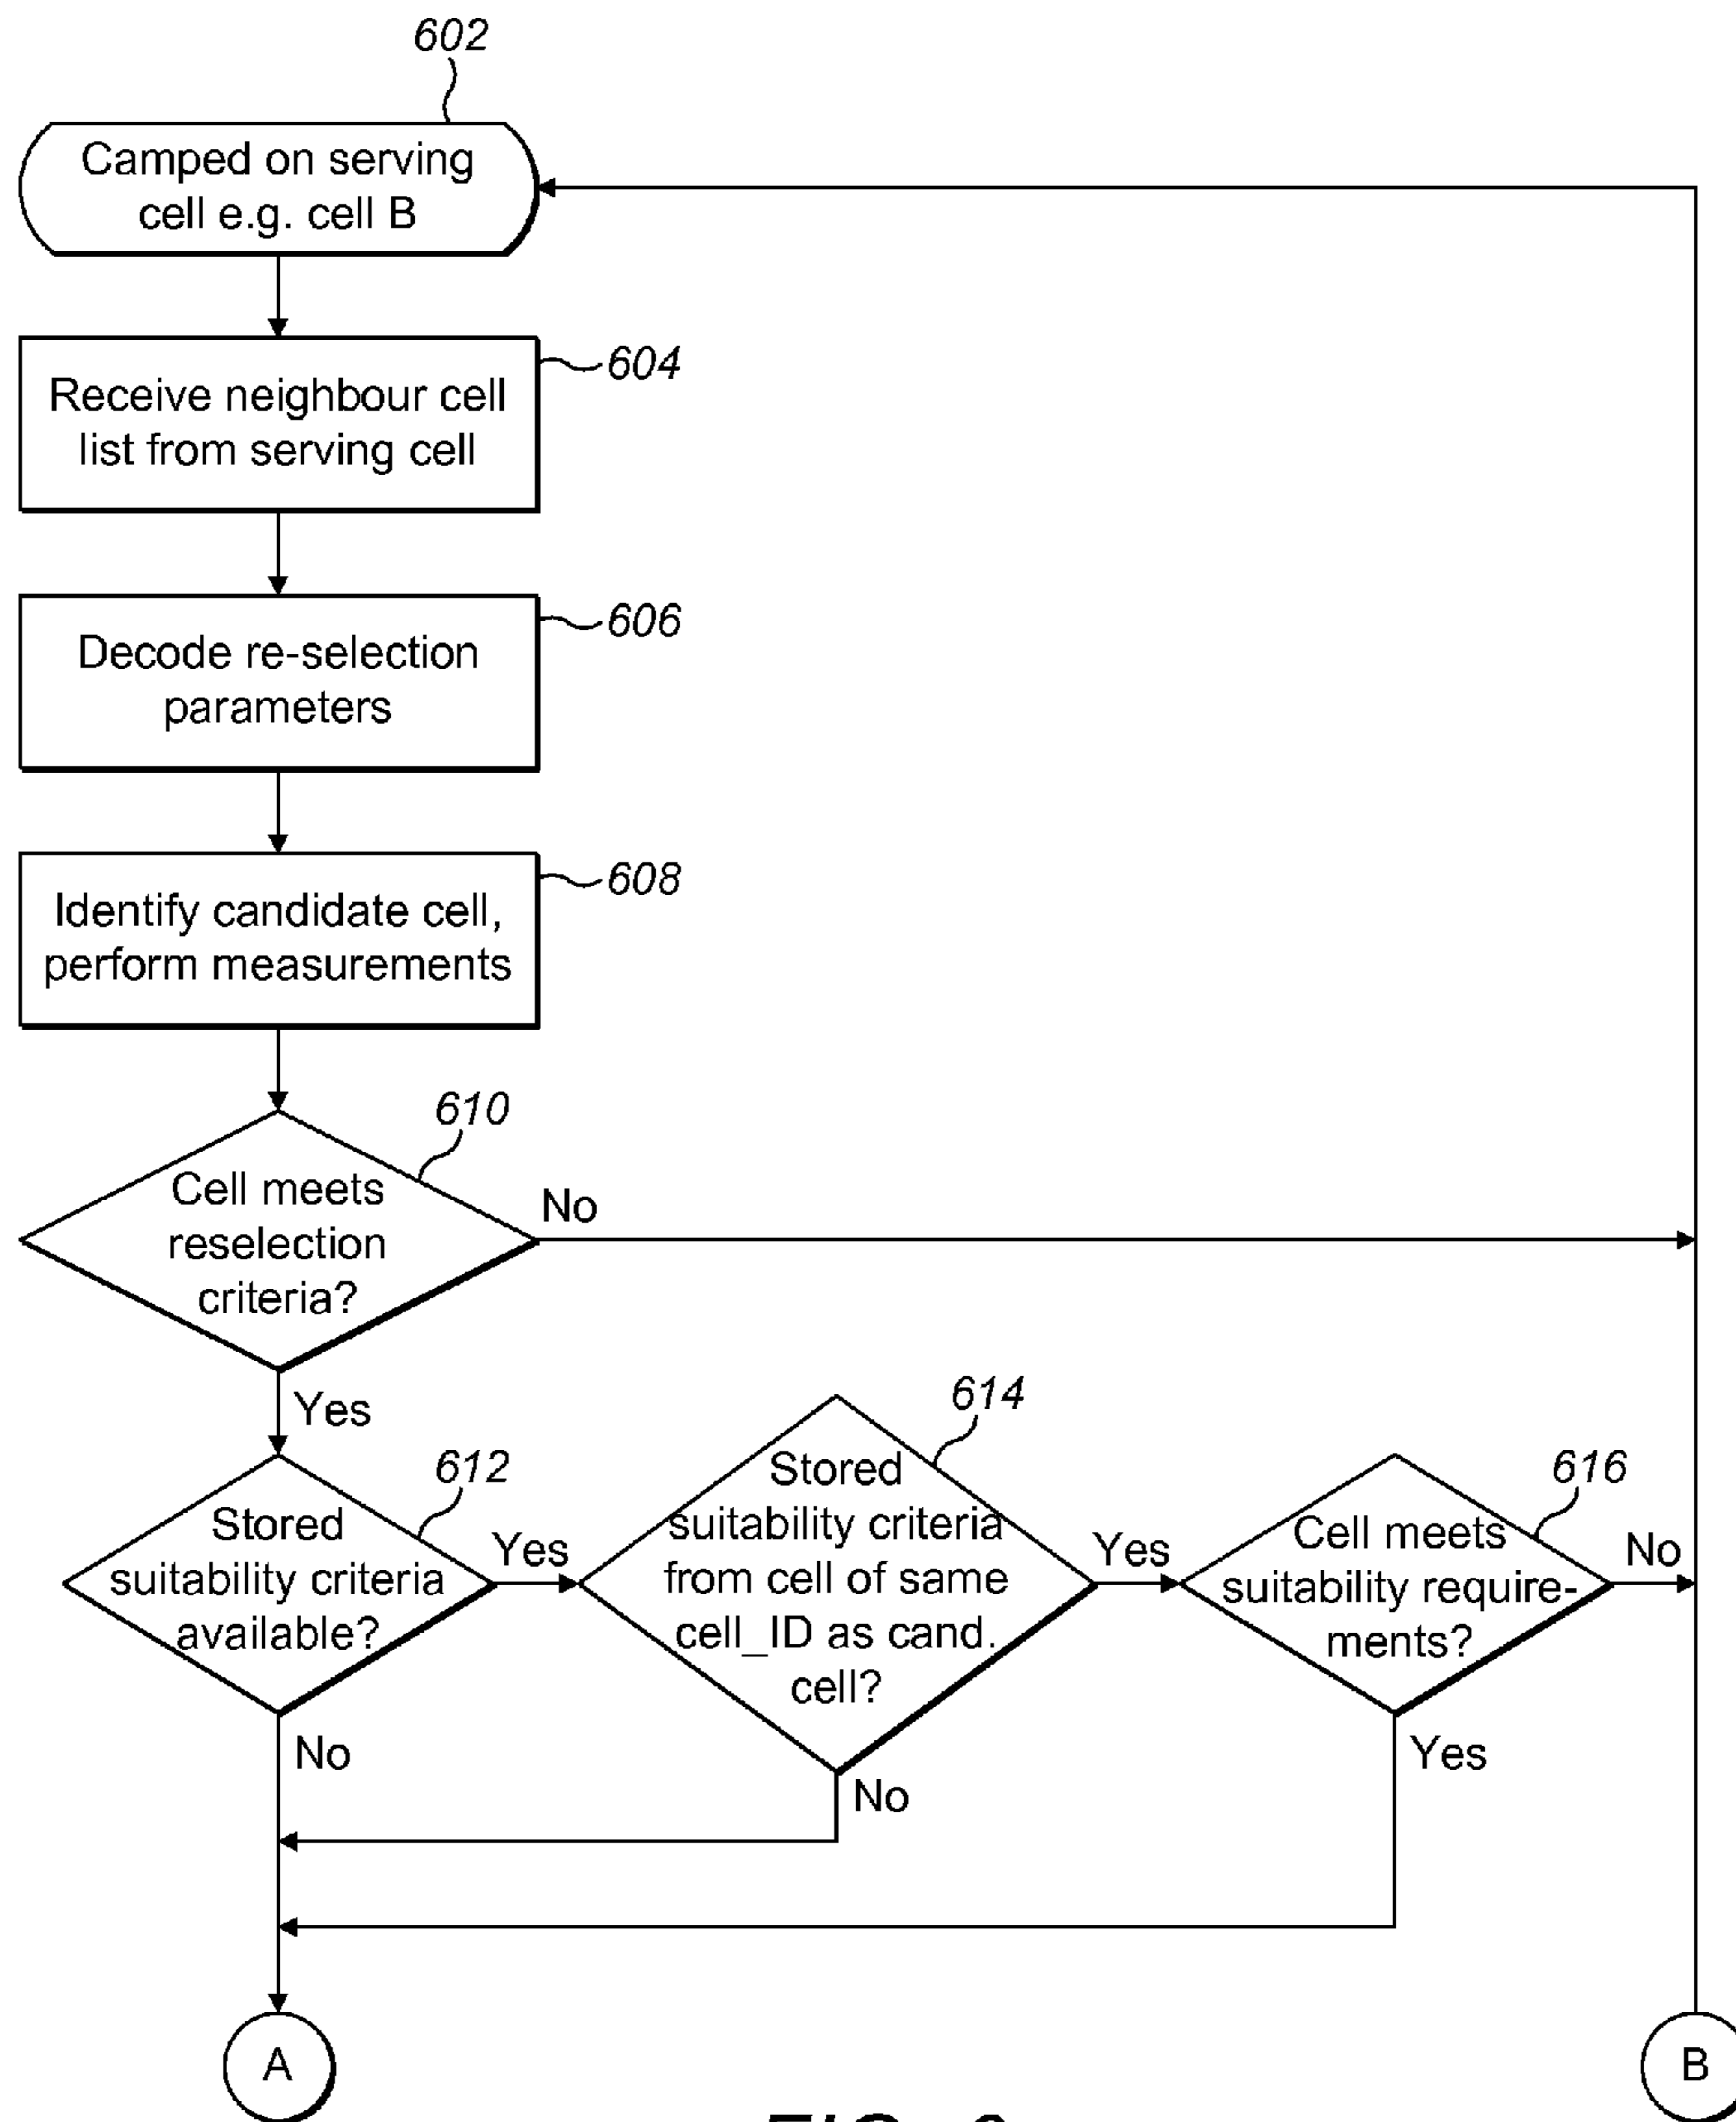 602
Camped on serving
cell e.g. cell B
Receive neighbour cell
list from serving cell
604
Decode re-selection
parameters
606
Identify candidate cell,
perform measurements
608
610
Cell meets
reselection
criteria?
No
Yes
612
Stored
suitability criteria
available?
Yes
No
614
Stored
suitability criteria
from cell of same
cell_ID as cand.
cell?
Yes
No
616
Cell meets
suitability require-
ments?
No
Yes
A
B